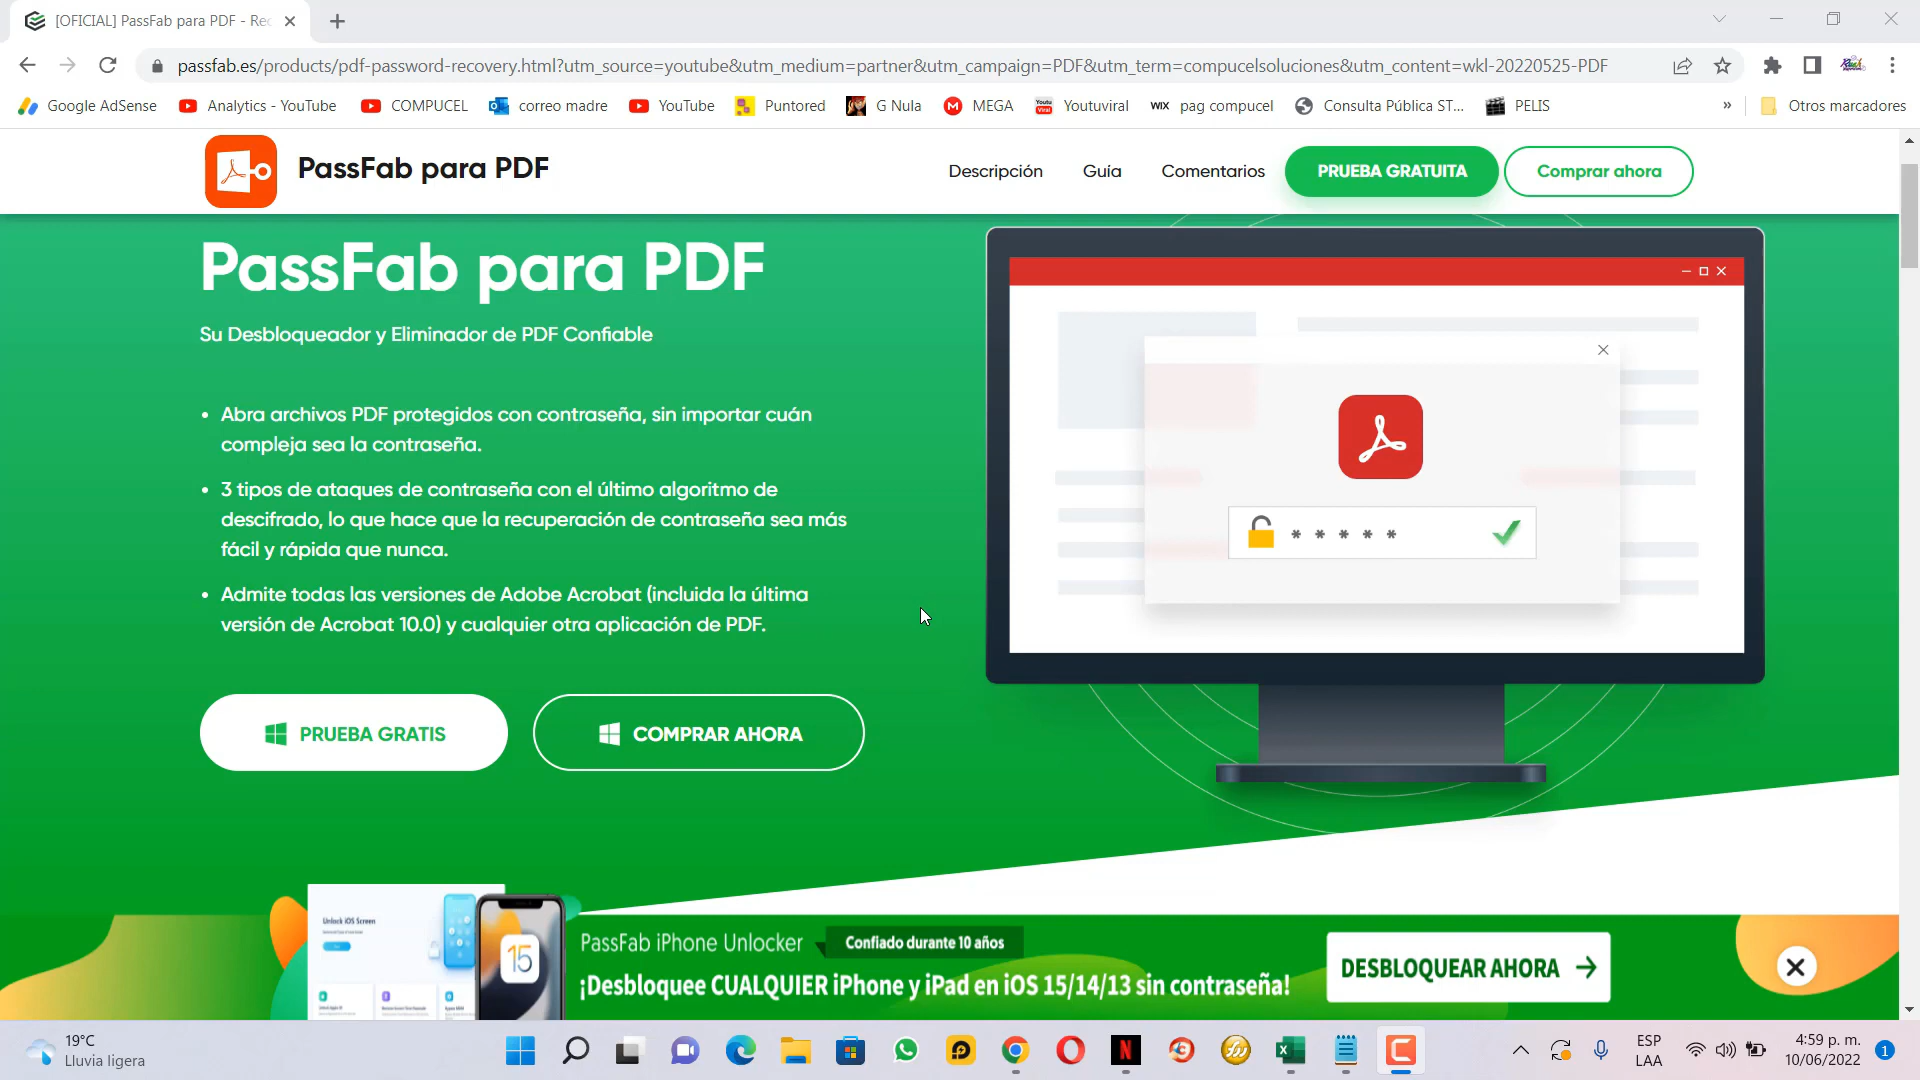 [OFICIAL] PassFab para PDF - Rec
passfab.es/products/pdf-password-recovery.html?utm_source=youtube&utm_medium=partner&utm_campaign=PDF&utm_term=compucelsoluciones&utm_content=wkl-20220525-PDF
Google AdSense
Analytics - YouTube
COMPUCEL
correo madre
YouTube
Puntored
G Nula
MEGA
Youtuviral
WIX pag compucel
Consulta Pública ST...
PELIS
»
Otros marcadores
PassFab para PDF
Descripción
Guía
Comentarios
PRUEBA GRATUITA
Comprar ahora
PassFab para PDF
Su Desbloqueador y Eliminador de PDF Confiable
• Abra archivos PDF protegidos con contraseña, sin importar cuán
compleja sea la contraseña.
• 3 tipos de ataques de contraseña con el último algoritmo de
descifrado, lo que hace que la recuperación de contraseña sea más
fácil y rápida que nunca.
• Admite todas las versiones de Adobe Acrobat (incluida la última
versión de Acrobat 10.0) y cualquier otra aplicación de PDF.
* * * * *
PRUEBA GRATIS
COMPRAR AHORA
Unlock iOS Screen
15
PassFab iPhone Unlocker
Confiado durante 10 años
¡Desbloquee CUALQUIER iPhone y iPad en iOS 15/14/13 sin contraseña!
DESBLOQUEAR AHORA →
19°C
Lluvia ligera
ESP
LAA
4:59 p. m.
10/06/2022
1